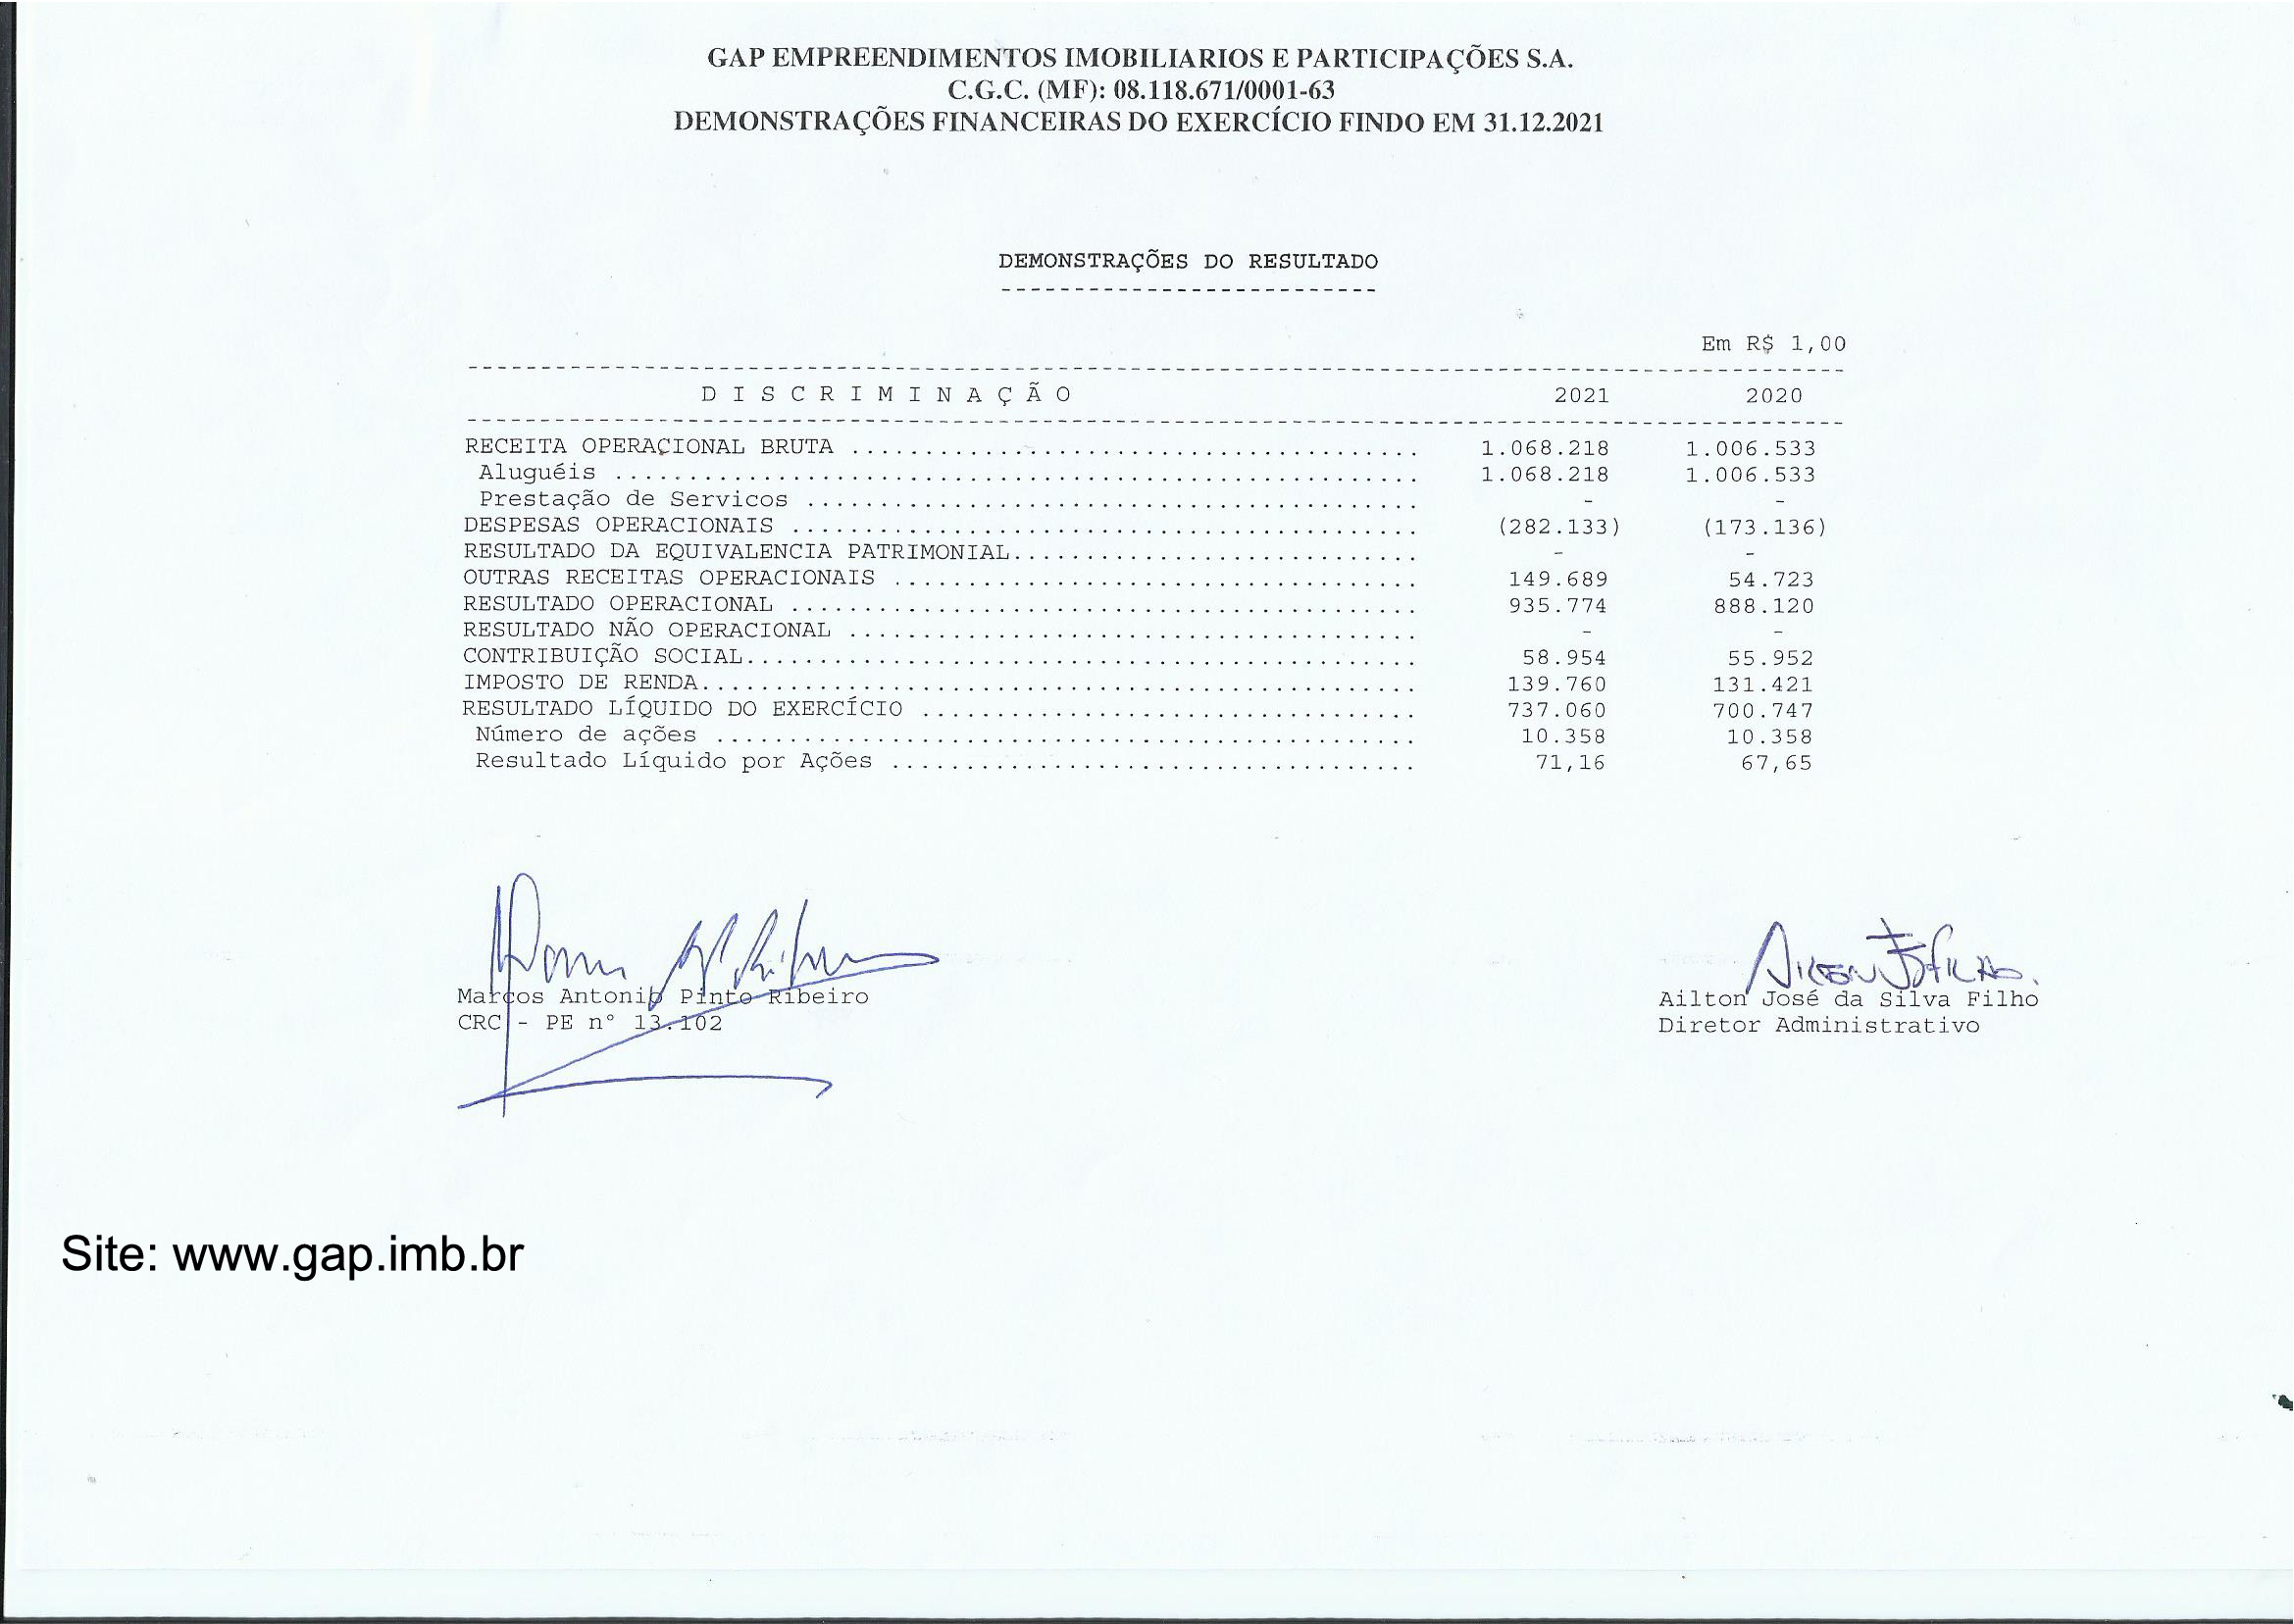 GAP EMPREENDIMENTOS IMOBILIARIOS E PARTICIPAÇÕES S.A.
C.G.C. (MF): 08.118.671/0001-63
DEMONSTRAÇÕES FINANCEIRAS DO EXERCÍCIO FINDO EM 31.12.2021
DEMONSTRAÇÕES DO RESULTADO
Em R$ 1,00
D I S C R I M I N A Ç Ã O 2021 2020
RECEITA OPERACIONAL BRUTA ....................................... 1.068.218 1.006.533
Aluguéis ....................................................... 1.068.218 1.006.533
Prestação de Servicos .......................................... - -
DESPESAS OPERACIONAIS ........................................... (282.133) (173.136)
RESULTADO DA EQUIVALENCIA PATRIMONIAL............................ - -
OUTRAS RECEITAS OPERACIONAIS .................................... 149.689 54.723
RESULTADO OPERACIONAL ........................................... 935.774 888.120
RESULTADO NÃO OPERACIONAL ....................................... - -
CONTRIBUIÇÃO SOCIAL.............................................. 58.954 55.952
IMPOSTO DE RENDA................................................. 139.760 131.421
RESULTADO LÍQUIDO DO EXERCÍCIO .................................. 737.060 700.747
Número de ações ................................................ 10.358 10.358
Resultado Líquido por Ações .................................... 71,16 67,65
Marcos Antonio Pinto Ribeiro
CRC - PE nº 13.102
Ailton José da Silva Filho
Diretor Administrativo
Site: www.gap.imb.br